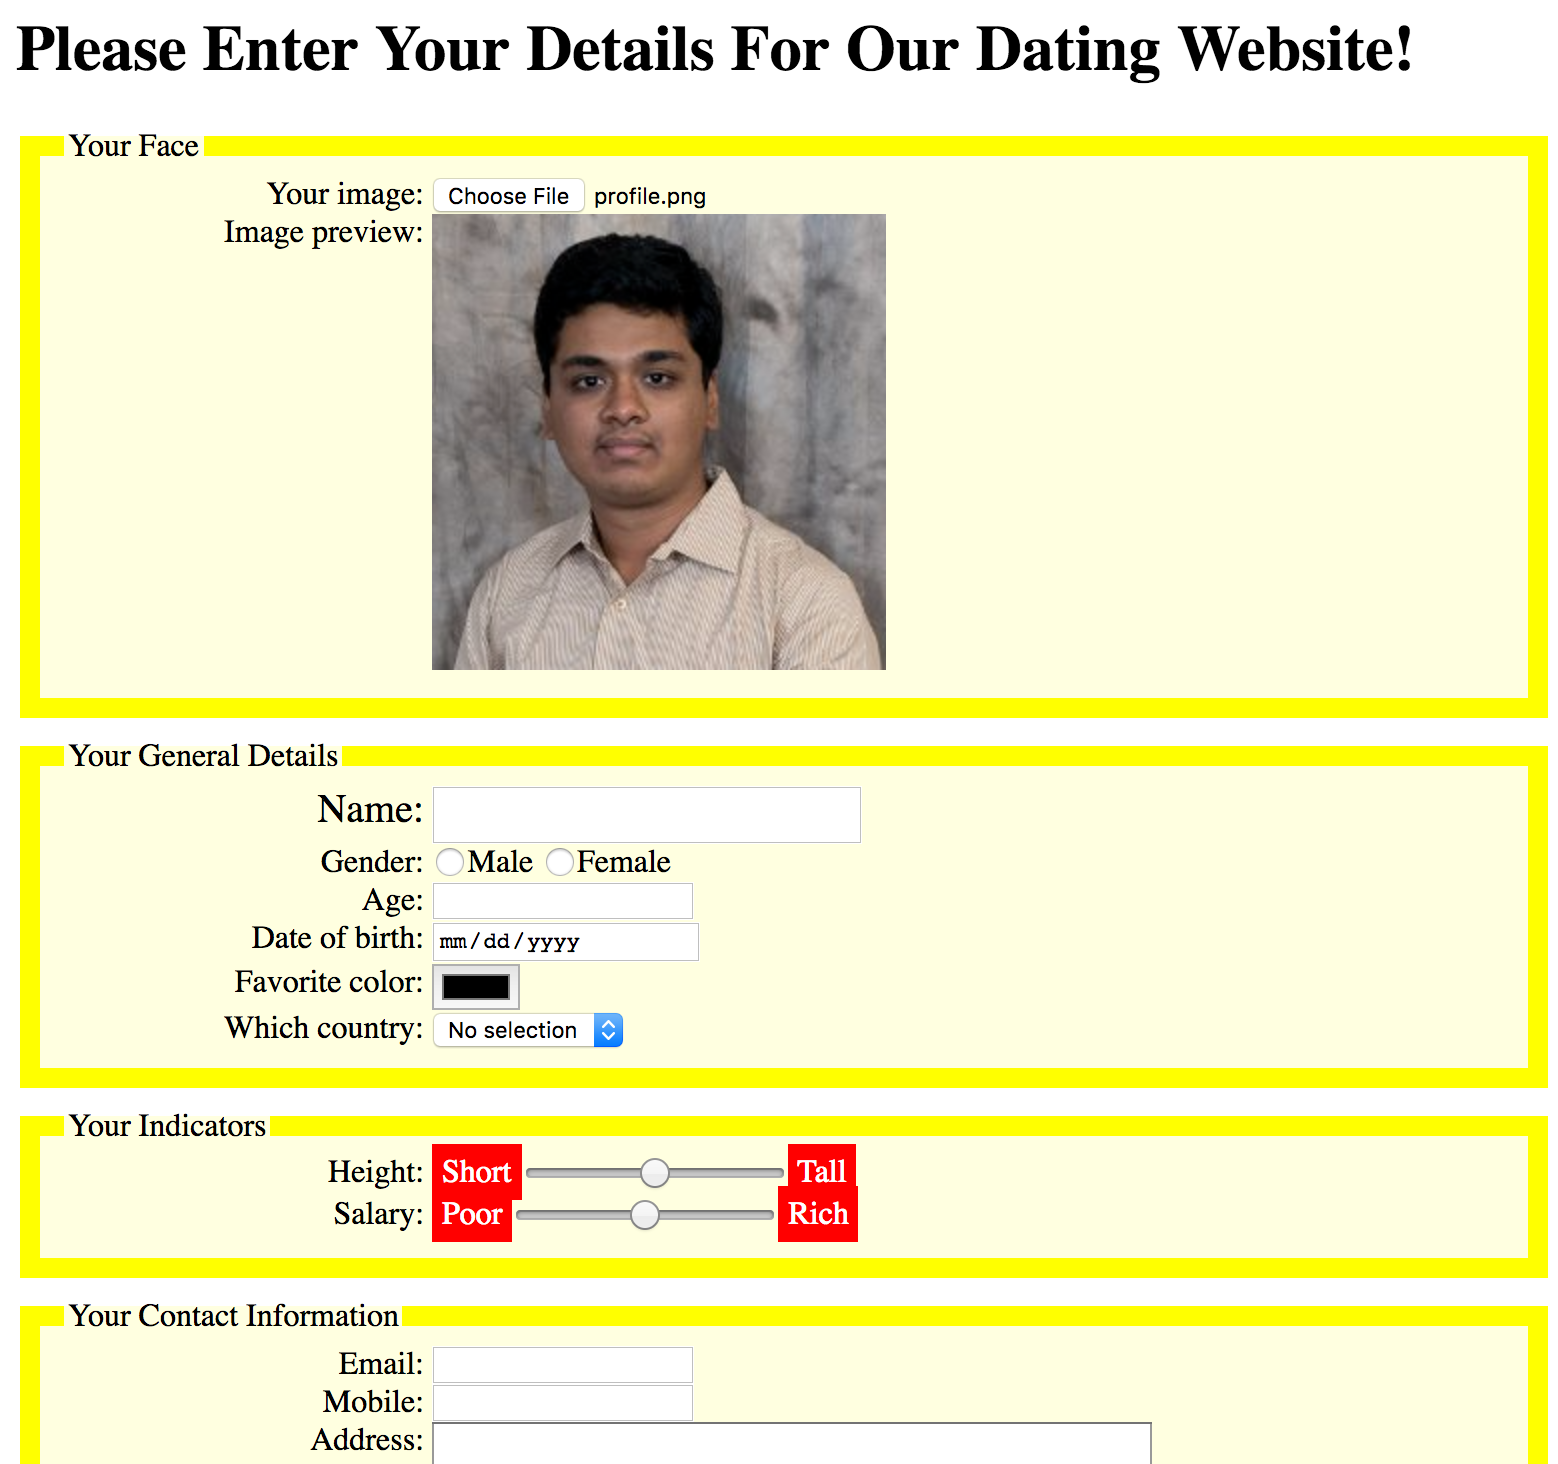 Please Enter Your Details For Our Dating Website!
Your Face
Your image: Choose File profile.png
Image preview:
Your General Details
Name:
Gender: Male Female
Age:
Date of birth: mm/dd/yyyy
Favorite color:
Which country: No selection
Your Indicators
Height: Short Tall
Salary: Poor Rich
Your Contact Information
Email:
Mobile:
Address: